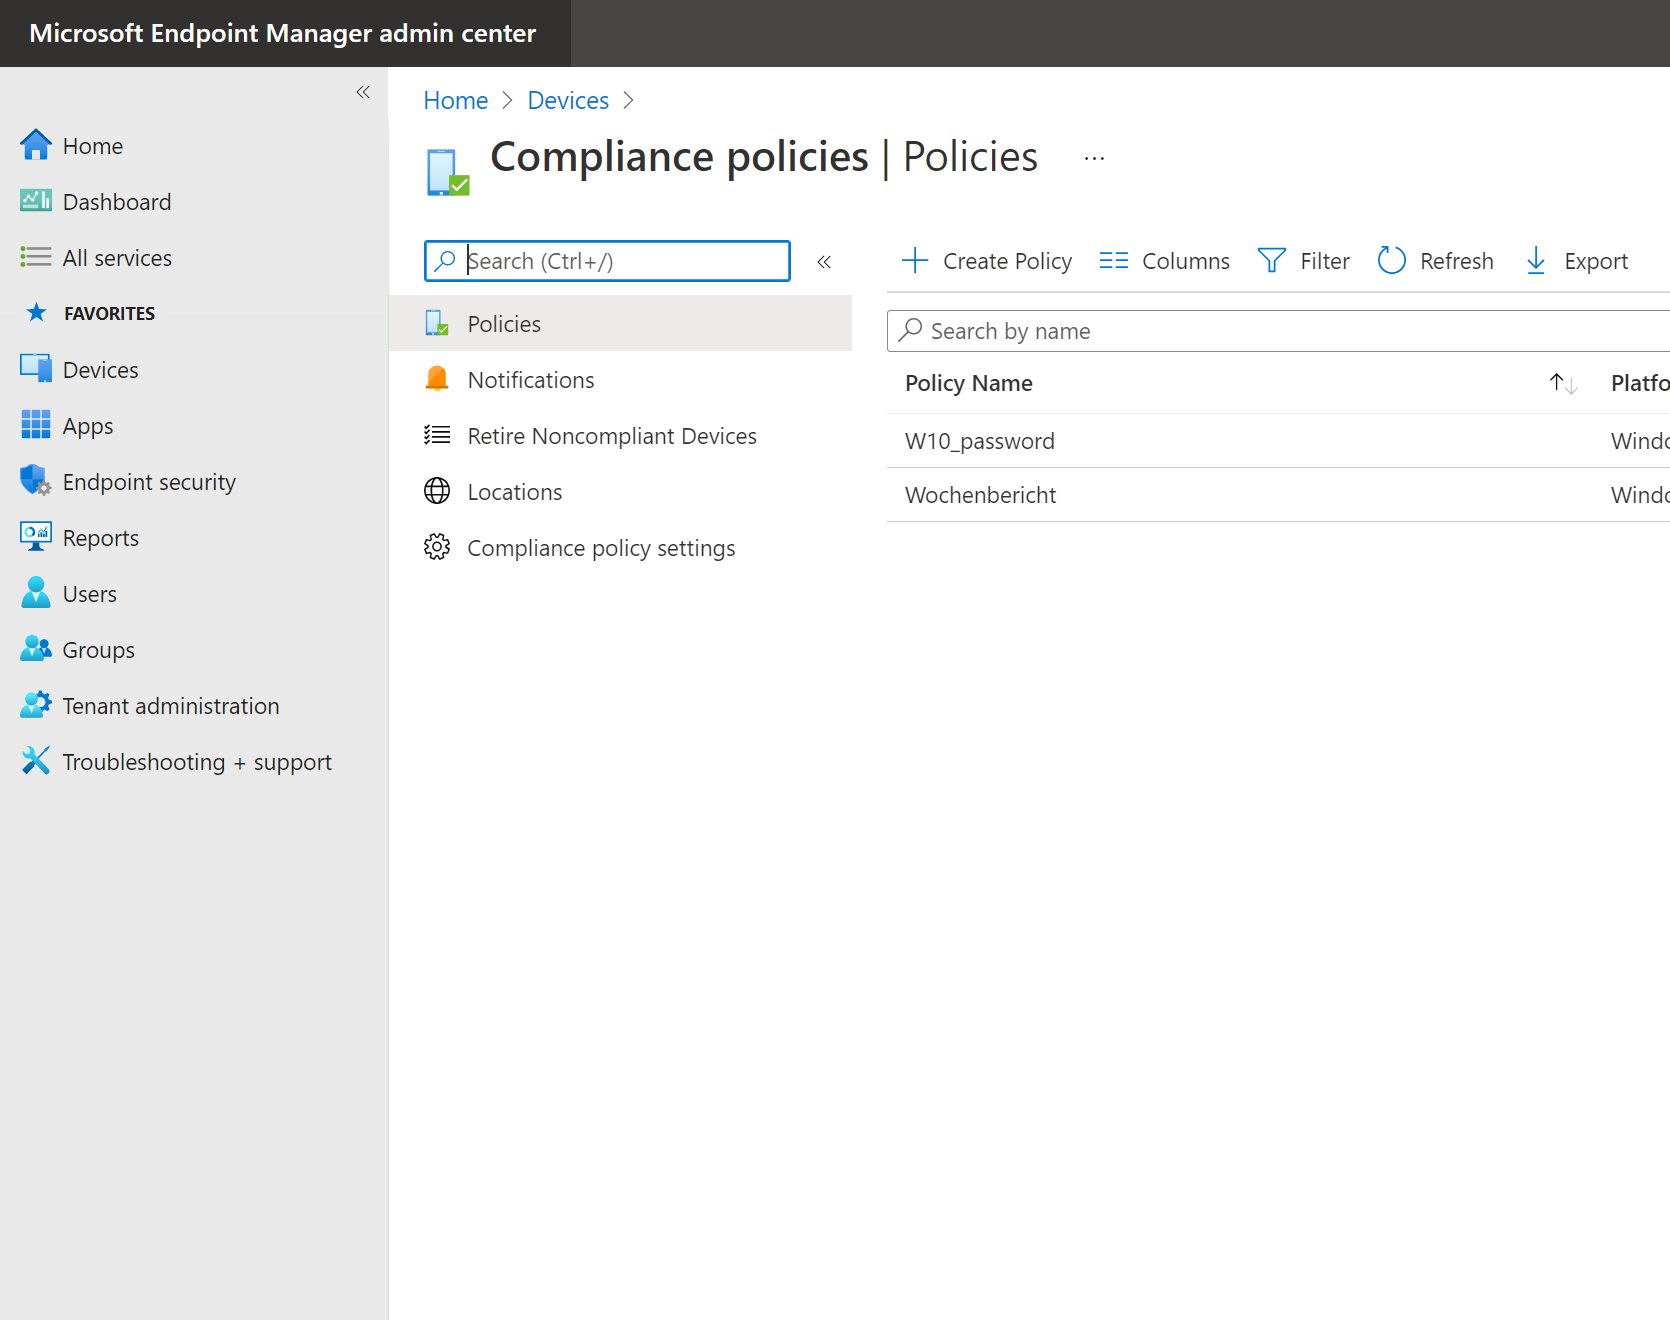 Microsoft Endpoint Manager admin center
Home
Dashboard
All services
FAVORITES
Devices
Apps
Endpoint security
Reports
Users
Groups
Tenant administration
Troubleshooting + support
Home > Devices >
Compliance policies | Policies ...
Search (Ctrl+/)
Policies
Notifications
Retire Noncompliant Devices
Locations
Compliance policy settings
Create Policy Columns Filter Refresh Export
Search by name
Policy Name Platfo
W10_password Windo
Wochenbericht Windo